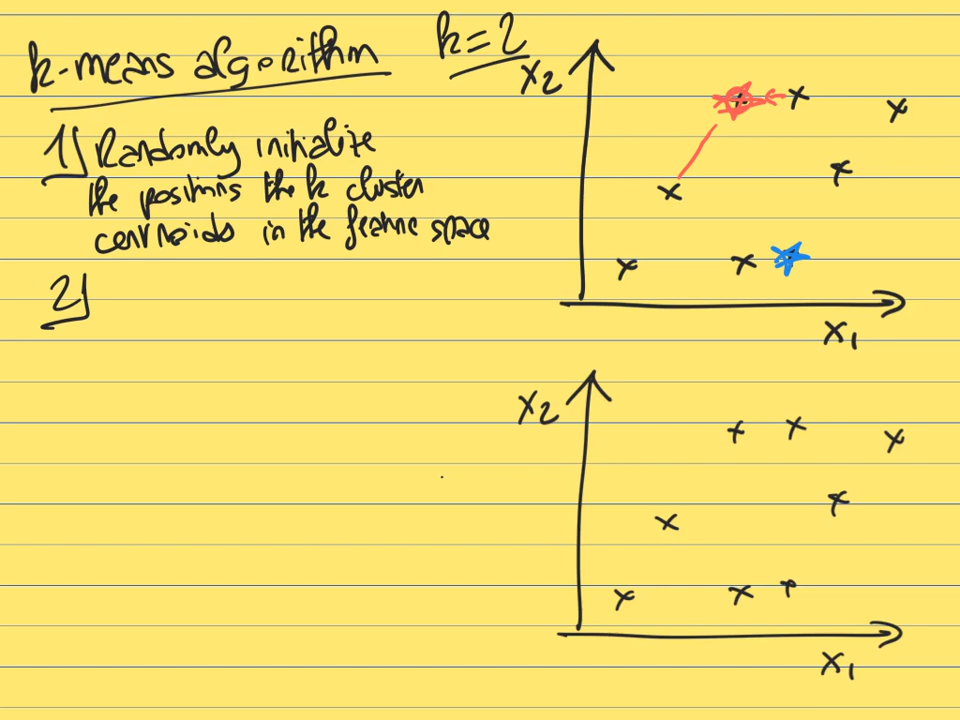 k-means algorithm k=2
1) Randomly initialize
the positions the k cluster
centroids in the feature space
2)
x2
x1
x2
x1